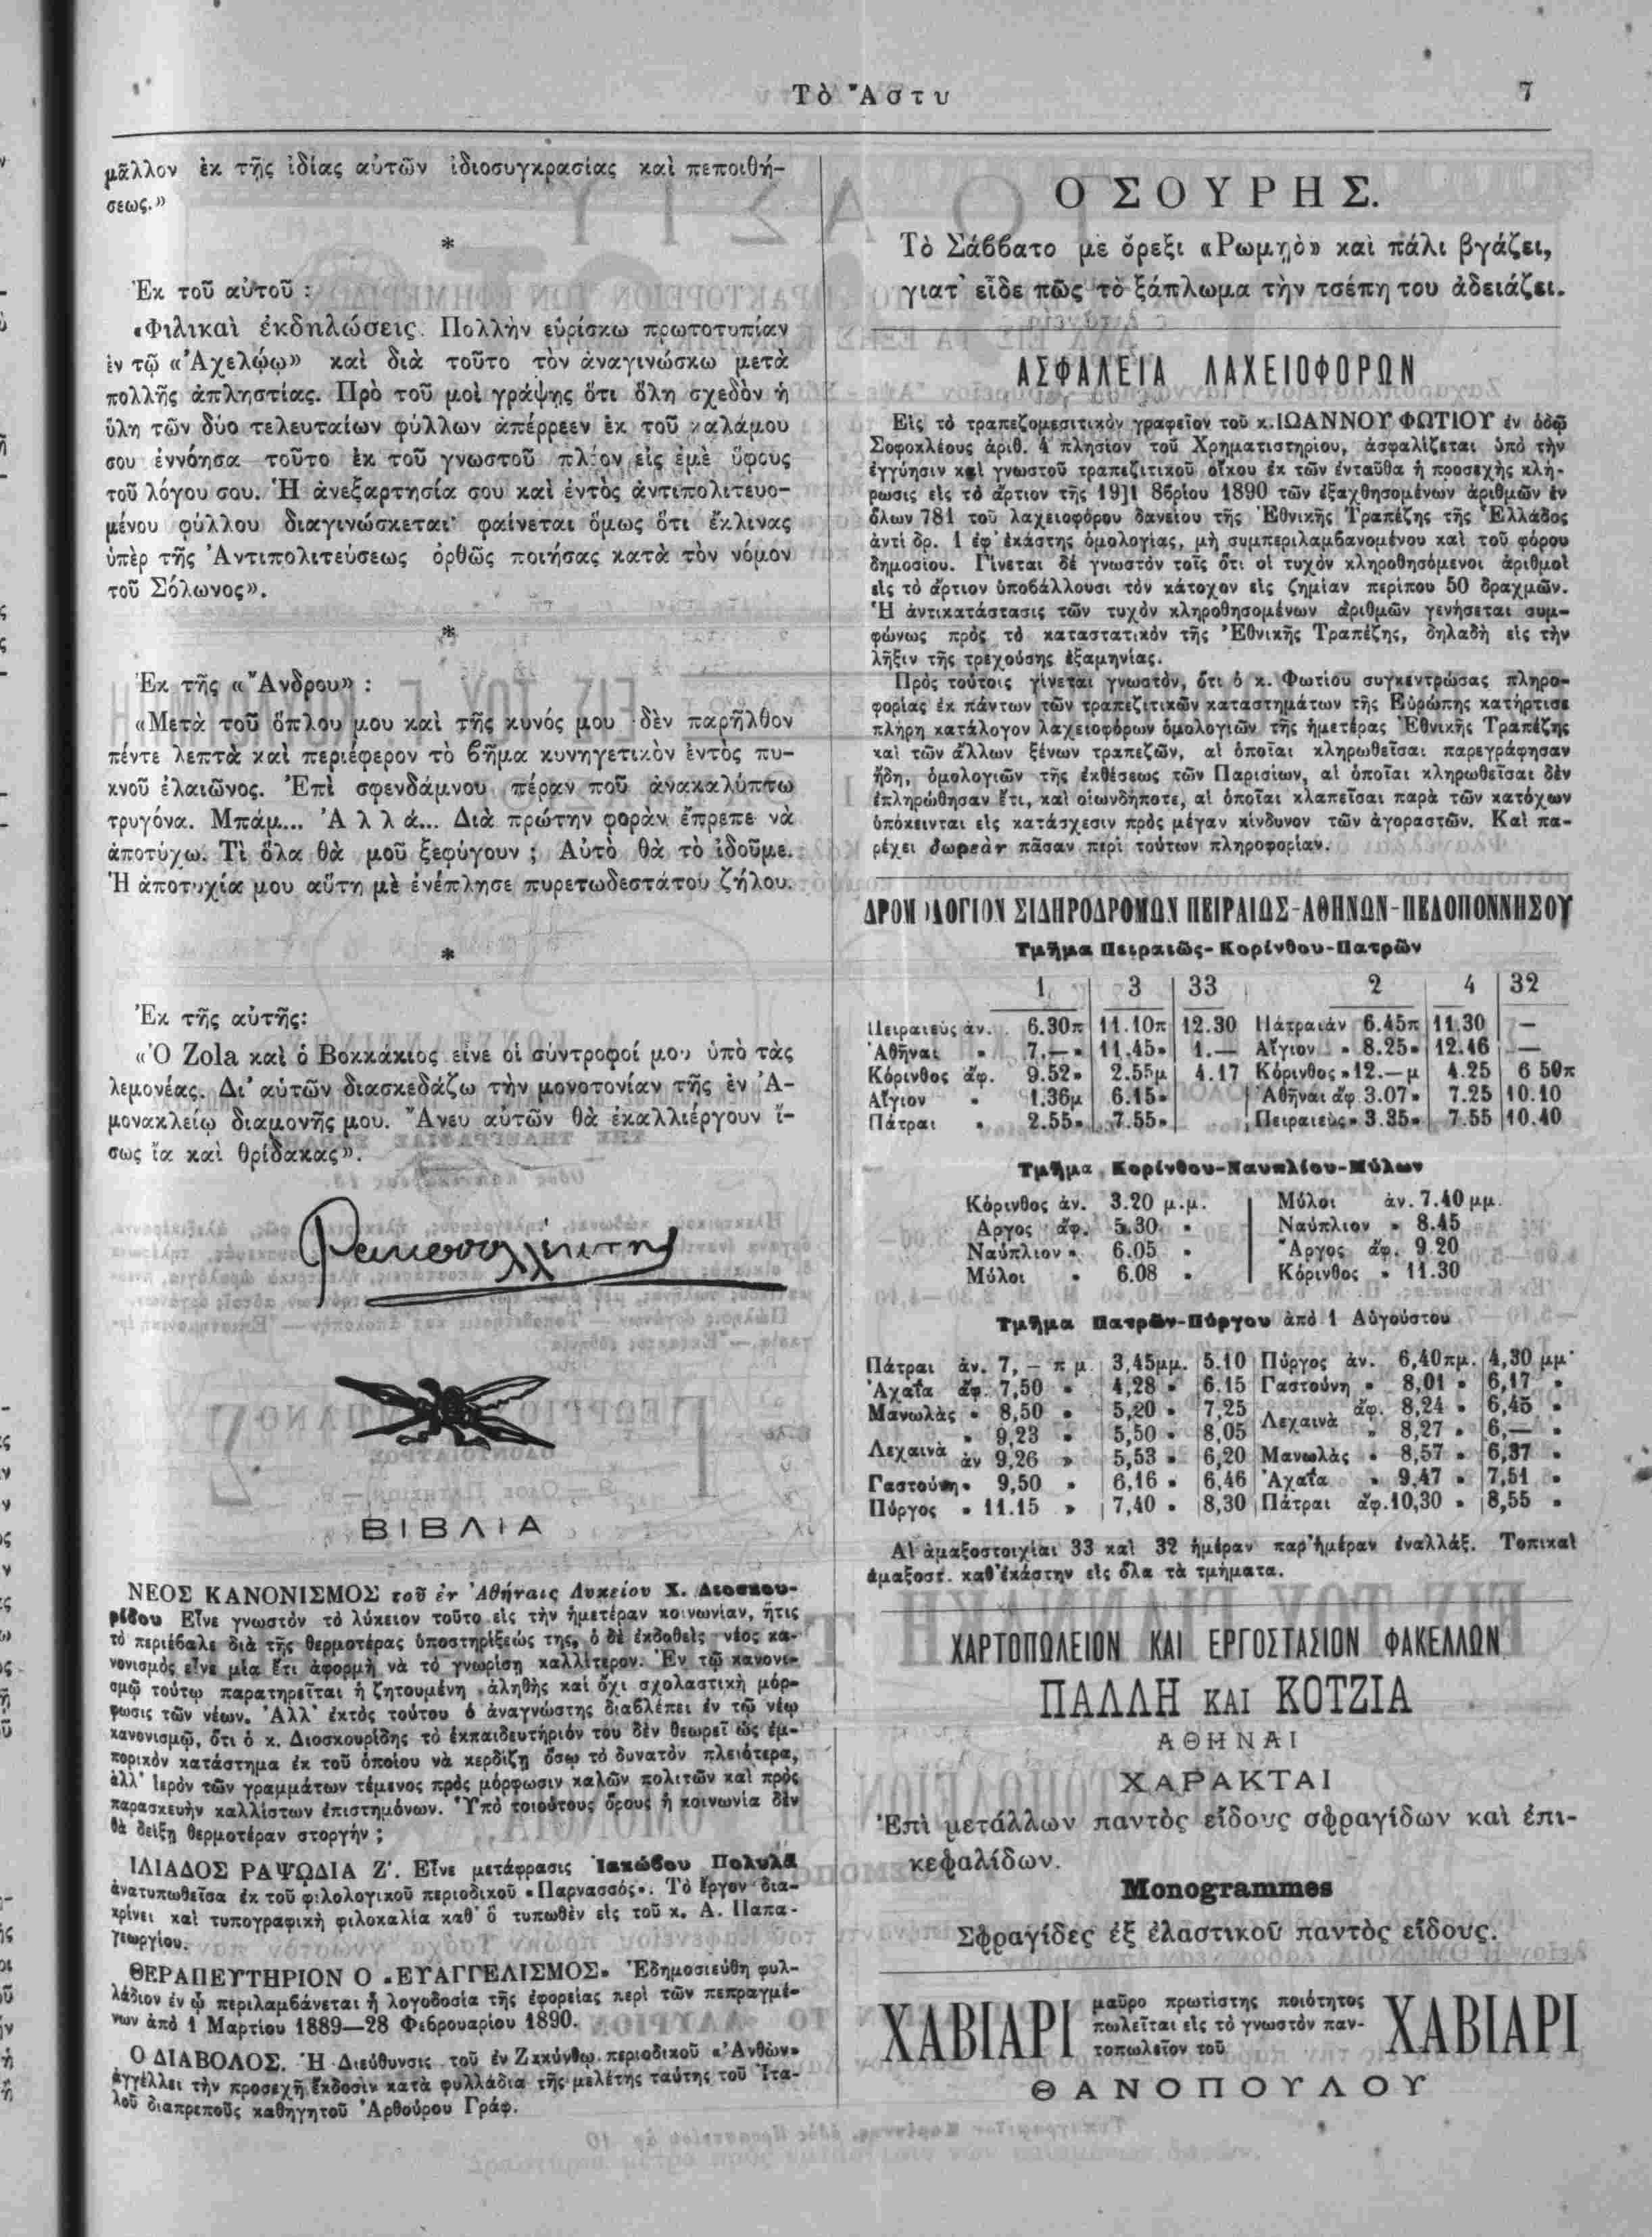 Τὸ Ἄστυ
7
μᾶλλον ἐκ τῆς ἰδίας αὐτῶν ἰδιοσυγκρασίας καὶ πεποιθή-
σεως.»
*
Ἐκ τοῦ αὐτοῦ :
«Φιλικαὶ ἐκδηλώσεις. Πολλὴν εὑρίσκω πρωτοτυπίαν
ἐν τῷ «Ἀχελώῳ» καὶ διὰ τοῦτο τὸν ἀναγινώσκω μετὰ
πολλῆς ἀπληστίας. Πρὸ τοῦ μοὶ γράψῃς ὅτι ὅλη σχεδὸν ἡ
ὕλη τῶν δύο τελευταίων φύλλων ἀπέρρεεν ἐκ τοῦ καλάμου
σου ἐννόησα τοῦτο ἐκ τοῦ γνωστοῦ πλέον εἰς ἐμὲ ὕφους
τοῦ λόγου σου. Ἡ ἀνεξαρτησία σου καὶ ἐντὸς ἀντιπολιτευο-
μένου φύλλου διαγινώσκεται· φαίνεται ὅμως ὅτι ἔκλινας
ὑπὲρ τῆς Ἀντιπολιτεύσεως ὀρθῶς ποιήσας κατὰ τὸν νόμον
τοῦ Σόλωνος».
*
Ἐκ τῆς «Ἄνδρου» :
«Μετὰ τοῦ ὅπλου μου καὶ τῆς κυνός μου δὲν παρῆλθον
πέντε λεπτὰ καὶ περιέφερον τὸ βῆμα κυνηγετικὸν ἐντὸς πυ-
κνοῦ ἐλαιῶνος. Ἐπὶ σφενδάμνου πέραν ποῦ ἀνακαλύπτω
τρυγόνα. Μπάμ... Ἀλλά... Διὰ πρώτην φορὰν ἔπρεπε νὰ
ἀποτύχω. Τὶ ὅλα θὰ μοῦ ξεφύγουν ; Αὐτὸ θὰ τὸ ἰδοῦμε.
Ἡ ἀποτυχία μου αὕτη μὲ ἐνέπλησε πυρετωδεστάτου ζήλου.
*
Ἐκ τῆς αὐτῆς:
«Ὁ Zola καὶ ὁ Βοκκάκιος εἶνε οἱ σύντροφοί μου ὑπὸ τὰς
λεμονέας. Δι' αὐτῶν διασκεδάζω τὴν μονοτονίαν τῆς ἐν Ἀ-
μονακλείῳ διαμονῆς μου. Ἄνευ αὐτῶν θὰ ἐκαλλιέργουν ἴ-
σως ἴα καὶ θρίδακας».
ΒΙΒΛΙΑ
ΝΕΟΣ ΚΑΝΟΝΙΣΜΟΣ τοῦ ἐν Ἀθήναις Λυκείου Χ. Διοσκου-
ρίδου Εἶνε γνωστὸν τὸ λύκειον τοῦτο εἰς τὴν ἡμετέραν κοινωνίαν, ἥτις
τὸ περιέβαλε διὰ τῆς θερμοτέρας ὑποστηρίξεώς της, ὁ δὲ ἐκδοθεὶς νέος κα-
νονισμὸς εἶνε μία ἔτι ἀφορμὴ νὰ τὸ γνωρίσῃ καλλίτερον. Ἐν τῷ κανονι-
σμῷ τούτῳ παρατηρεῖται ἡ ζητουμένη ἀληθὴς καὶ ὄχι σχολαστικὴ μόρ-
φωσις τῶν νέων. Ἀλλ' ἐκτὸς τούτου ὁ ἀναγνώστης διαβλέπει ἐν τῷ νέῳ
κανονισμῷ, ὅτι ὁ κ. Διοσκουρίδης τὸ ἐκπαιδευτήριόν του δὲν θεωρεῖ ὡς ἐμ-
πορικὸν κατάστημα ἐκ τοῦ ὁποίου νὰ κερδίζῃ ὅσῳ τὸ δυνατὸν πλειότερα,
ἀλλ' ἱερὸν τῶν γραμμάτων τέμενος πρὸς μόρφωσιν καλῶν πολιτῶν καὶ πρὸς
παρασκευὴν καλλίστων ἐπιστημόνων. Ὑπὸ τοιούτους ὅρους ἡ κοινωνία δὲν
θὰ δείξῃ θερμοτέραν στοργήν ;
ΙΛΙΑΔΟΣ ΡΑΨΩΔΙΑ Ζ'. Εἶνε μετάφρασις Ἰακώβου Πολυλᾶ
ἀνατυπωθεῖσα ἐκ τοῦ φιλολογικοῦ περιοδικοῦ «Παρνασσός». Τὸ ἔργον δια-
κρίνει καὶ τυπογραφικὴ φιλοκαλία καθ' ὃ τυπωθὲν εἰς τοῦ κ. Α. Παπα-
γεωργίου.
ΘΕΡΑΠΕΥΤΗΡΙΟΝ Ο «ΕΥΑΓΓΕΛΙΣΜΟΣ» Ἐδημοσιεύθη φυλ-
λάδιον ἐν ᾧ περιλαμβάνεται ἡ λογοδοσία τῆς ἐφορείας περὶ τῶν πεπραγμέ-
νων ἀπὸ 1 Μαρτίου 1889—28 Φεβρουαρίου 1890.
Ο ΔΙΑΒΟΛΟΣ. Ἡ Διεύθυνσις τοῦ ἐν Ζακύνθῳ περιοδικοῦ «Ἀνθὼν»
ἀγγέλλει τὴν προσεχῆ ἔκδοσιν κατὰ φυλλάδια τῆς μελέτης ταύτης τοῦ Ἰτα-
λοῦ διαπρεποῦς καθηγητοῦ Ἀρθούρου Γράφ.
Ο ΣΟΥΡΗΣ.
Τὸ Σάββατο μὲ ὄρεξι «Ρωμηὸ» καὶ πάλι βγάζει,
γιατ' εἶδε πῶς τὸ ξάπλωμα τὴν τσέπη του ἀδειάζει.
ΑΣΦΑΛΕΙΑ ΛΑΧΕΙΟΦΟΡΩΝ
Εἰς τὸ τραπεζομεσιτικὸν γραφεῖον τοῦ κ. ΙΩΑΝΝΟΥ ΦΩΤΙΟΥ ἐν ὁδῷ
Σοφοκλέους ἀριθ. 4 πλησίον τοῦ Χρηματιστηρίου, ἀσφαλίζεται ὑπὸ τὴν
ἐγγύησιν καὶ γνωστοῦ τραπεζιτικοῦ οἴκου ἐκ τῶν ἐνταῦθα ἡ προσεχὴς κλή-
ρωσις εἰς τὸ ἄρτιον τῆς 19]1 8βρίου 1890 τῶν ἐξαχθησομένων ἀριθμῶν ἐν
ὅλων 781 τοῦ λαχειοφόρου δανείου τῆς Ἐθνικῆς Τραπέζης τῆς Ἑλλάδος
ἀντὶ δρ. 1 ἐφ' ἑκάστης ὁμολογίας, μὴ συμπεριλαμβανομένου καὶ τοῦ φόρου
δημοσίου. Γίνεται δὲ γνωστὸν τοῖς ὅτι οἱ τυχὸν κληροθησόμενοι ἀριθμοὶ
εἰς τὸ ἄρτιον ὑποβάλλουσι τὸν κάτοχον εἰς ζημίαν περίπου 50 δραχμῶν.
Ἡ ἀντικατάστασις τῶν τυχὸν κληροθησομένων ἀριθμῶν γενήσεται συμ-
φώνως πρὸς τὸ καταστατικὸν τῆς Ἐθνικῆς Τραπέζης, δηλαδὴ εἰς τὴν
λῆξιν τῆς τρεχούσης ἑξαμηνίας.
Πρὸς τούτοις γίνεται γνωστὸν, ὅτι ὁ κ. Φωτίου συγκεντρώσας πληρο-
φορίας ἐκ πάντων τῶν τραπεζιτικῶν καταστημάτων τῆς Εὐρώπης κατήρτισε
πλήρη κατάλογον λαχειοφόρων ὁμολογιῶν τῆς ἡμετέρας Ἐθνικῆς Τραπέζης
καὶ τῶν ἄλλων ξένων τραπεζῶν, αἱ ὁποῖαι κληρωθεῖσαι παρεγράφησαν
ἤδη, ὁμολογιῶν τῆς ἐκθέσεως τῶν Παρισίων, αἱ ὁποῖαι κληρωθεῖσαι δὲν
ἐπληρώθησαν ἔτι, καὶ οἱωνδήποτε, αἱ ὁποῖαι κλαπεῖσαι παρὰ τῶν κατόχων
ὑπόκεινται εἰς κατάσχεσιν πρὸς μέγαν κίνδυνον τῶν ἀγοραστῶν. Καὶ πα-
ρέχει δωρεὰν πᾶσαν περὶ τούτων πληροφορίαν.
ΔΡΟΜΟΛΟΓΙΟΝ ΣΙΔΗΡΟΔΡΟΜΩΝ ΠΕΙΡΑΙΩΣ-ΑΘΗΝΩΝ-ΠΕΛΟΠΟΝΝΗΣΟΥ
Τμῆμα Πειραιῶς-Κορίνθου-Πατρῶν
1 3 33 2 4 32
Πειραιεὺς ἀν. 6.30π 11.10π 12.30 Πάτραι ἀν 6.45π 11.30 —
Ἀθῆναι » 7.—» 11.45» 1.— Αἴγιον » 8.25» 12.46 —
Κόρινθος ἀφ. 9.52» 2.55μ 4.17 Κόρινθος » 12.—μ 4.25 6 50π
Αἴγιον » 1.36μ 6.15» Ἀθῆναι ἀφ 3.07» 7.25 10.10
Πάτραι » 2.55» 7.55» Πειραιεὺς » 3.35» 7.55 10.40
Τμῆμα Κορίνθου-Ναυπλίου-Μύλων
Κόρινθος ἀν. 3.20 μ.μ. Μύλοι ἀν. 7.40 μμ.
Ἄργος ἀφ. 5.30 » Ναύπλιον » 8.45
Ναύπλιον » 6.05 » Ἄργος ἀφ. 9.20
Μύλοι » 6.08 » Κόρινθος » 11.30
Τμῆμα Πατρῶν-Πύργου ἀπὸ 1 Αὐγούστου
Πάτραι ἀν. 7,— π μ. 3,45μμ. 5.10 Πύργος ἀν. 6,40πμ. 4,30 μμ·
Ἀχαΐα ἀφ. 7,50 » 4,28 » 6.15 Γαστούνη » 8,01 » 6,17 »
Μανωλὰς » 8,50 » 5,20 » 7,25 Λεχαινὰ ἀφ. 8,24 » 6,45 »
Λεχαινὰ » 9,23 » 5,50 » 8,05 » 8,27 » 6,— »
ἀν 9,26 » 5,53 » 6,20 Μανωλὰς » 8,57 » 6,37 »
Γαστούνη » 9,50 » 6,16 » 6,46 Ἀχαΐα » 9,47 » 7,51 »
Πύργος » 11.15 » 7,40 » 8,30 Πάτραι ἀφ. 10,30 » 8,55 »
Αἱ ἁμαξοστοιχίαι 33 καὶ 32 ἡμέραν παρ' ἡμέραν ἐναλλάξ. Τοπικαὶ
ἁμαξοστ. καθ' ἑκάστην εἰς ὅλα τὰ τμήματα.
ΧΑΡΤΟΠΩΛΕΙΟΝ ΚΑΙ ΕΡΓΟΣΤΑΣΙΟΝ ΦΑΚΕΛΛΩΝ
ΠΑΛΛΗ ΚΑΙ ΚΟΤΖΙΑ
ΑΘΗΝΑΙ
ΧΑΡΑΚΤΑΙ
Ἐπὶ μετάλλων παντὸς εἴδους σφραγίδων καὶ ἐπι-
κεφαλίδων.
Monogrammes
Σφραγίδες ἐξ ἐλαστικοῦ παντὸς εἴδους.
ΧΑΒΙΑΡΙ
μαῦρο πρωτίστης ποιότητος
πωλεῖται εἰς τὸ γνωστὸν παν-
τοπωλεῖον τοῦ
ΧΑΒΙΑΡΙ
ΘΑΝΟΠΟΥΛΟΥ